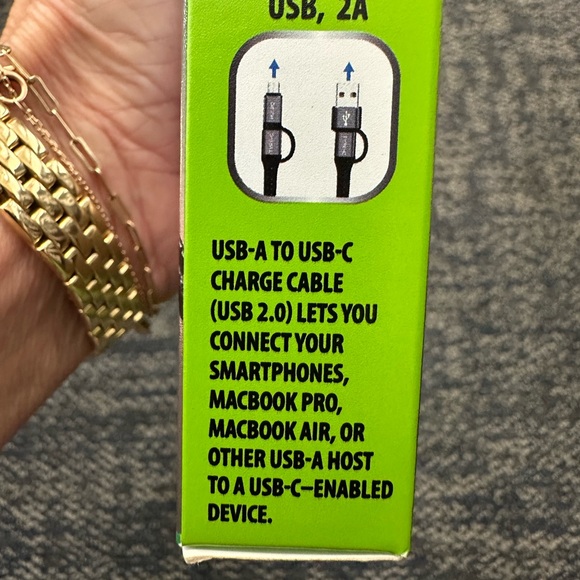 USB, 2A
USB-A TO USB-C
CHARGE CABLE
(USB 2.0) LETS YOU
CONNECT YOUR
SMARTPHONES,
MACBOOK PRO,
MACBOOK AIR, OR
OTHER USB-A HOST
TO A USB-C–ENABLED
DEVICE.